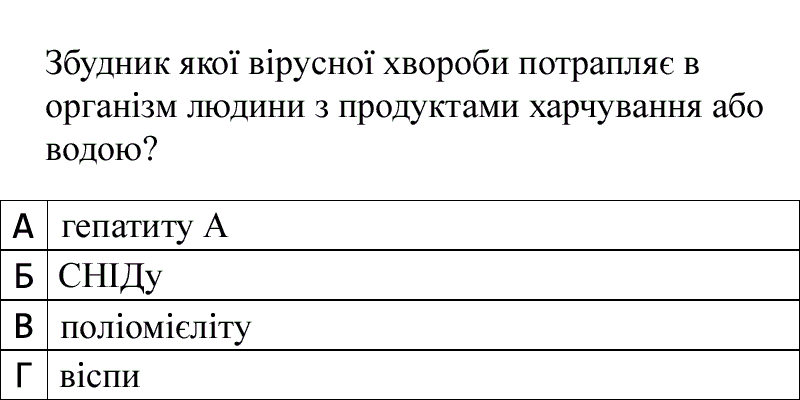 Збудник якої вірусної хвороби потрапляє в
організм людини з продуктами харчування або
водою?
А гепатиту А
Б СНІДу
В поліомієліту
Г віспи